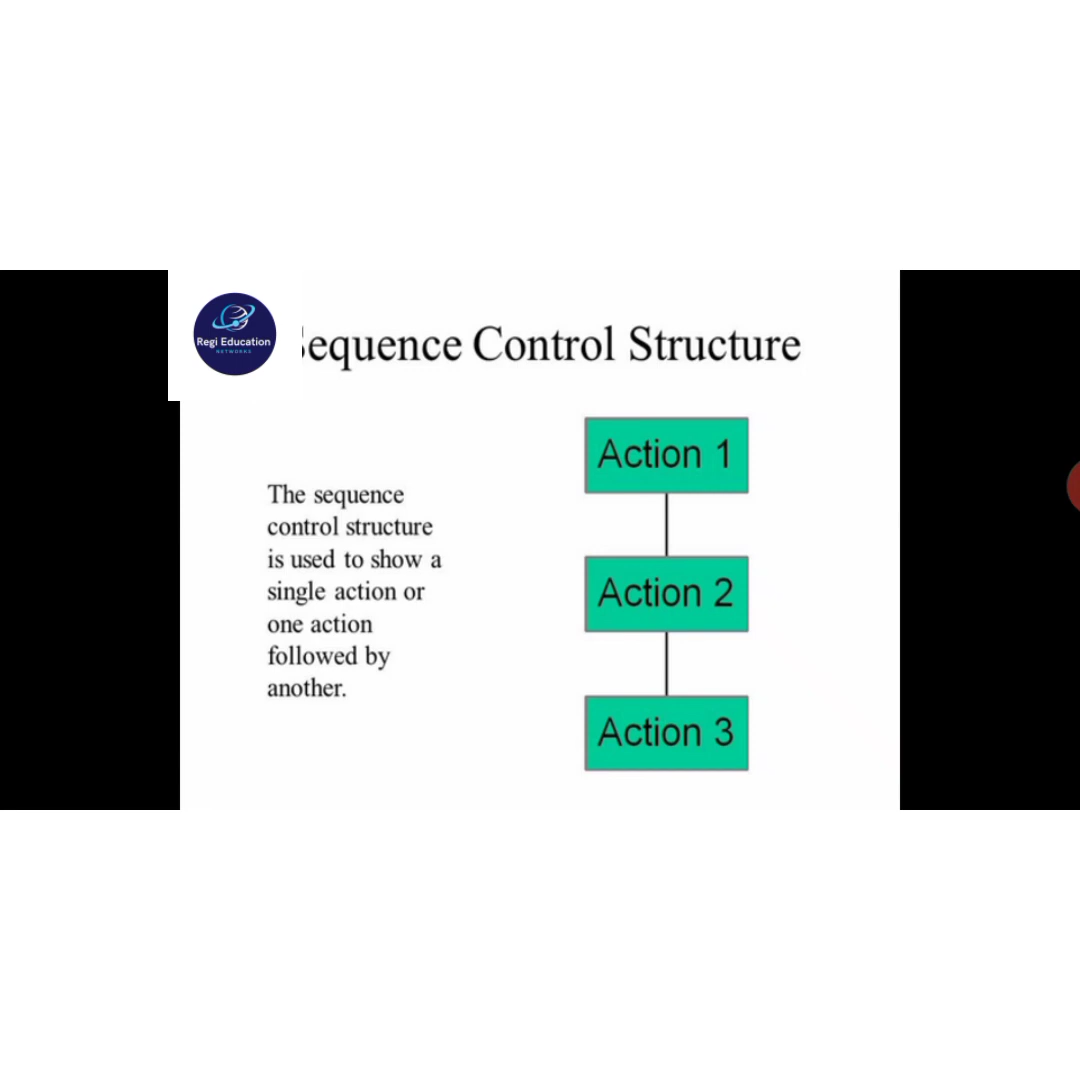 Regi Education
NETWORKS
equence Control Structure
The sequence
control structure
is used to show a
single action or
one action
followed by
another.
Action 1
Action 2
Action 3